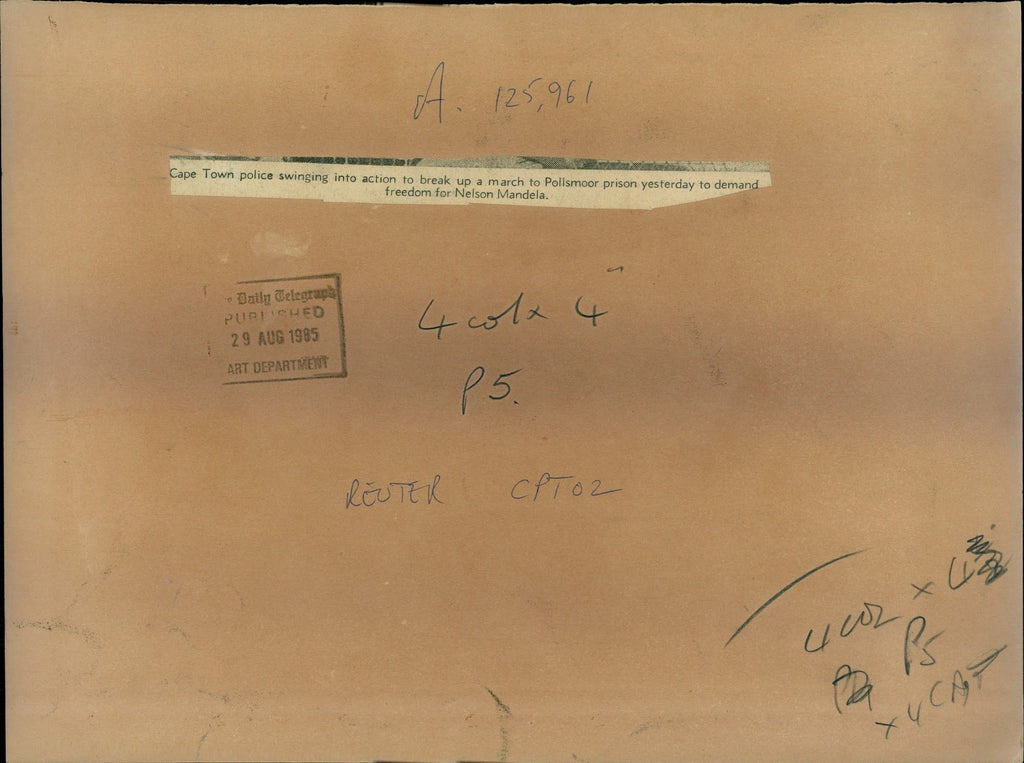 A. 125,961
Cape Town police swinging into action to break up a march to Pollsmoor prison yesterday to demand
freedom for Nelson Mandela.
Daily Telegraph
PUBLISHED
29 AUG 1985
ART DEPARTMENT
4 col x 4"
P5.
REUTER CPT02
4 col x 4
P5
x 4